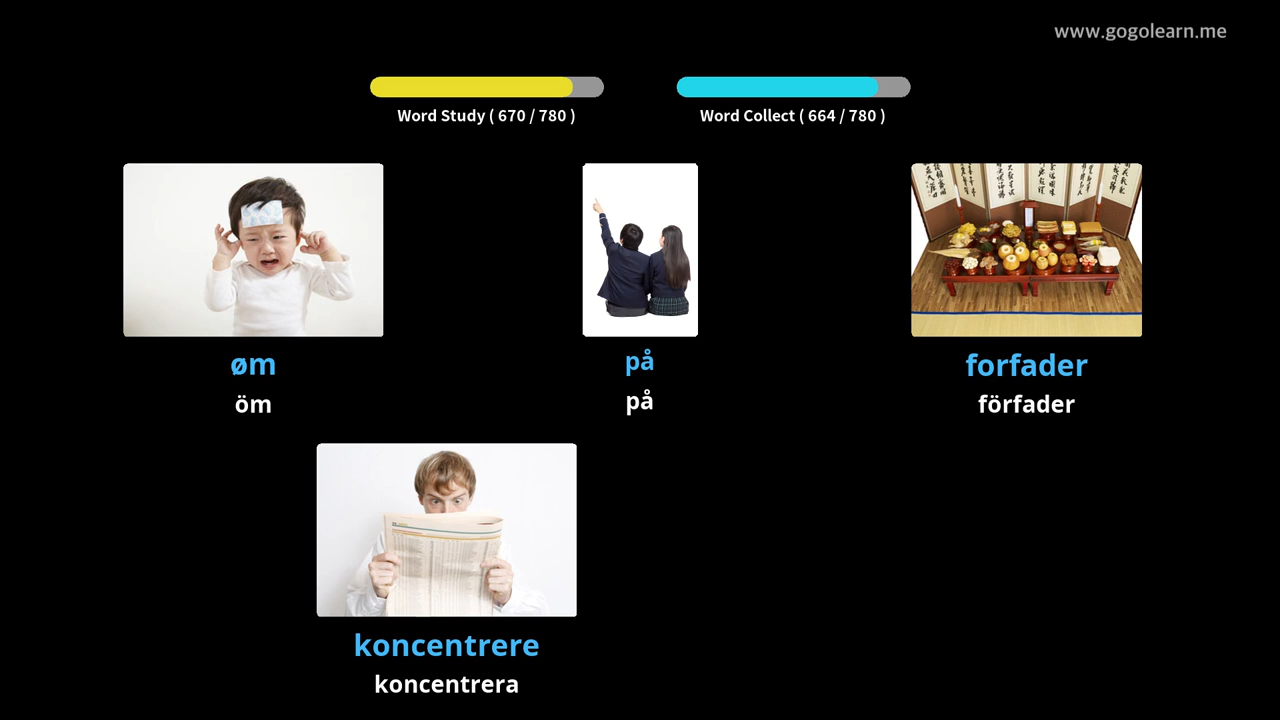 www.gogolearn.me
Word Study ( 670 / 780 )
Word Collect ( 664 / 780 )
øm
öm
på
på
forfader
förfader
koncentrere
koncentrera